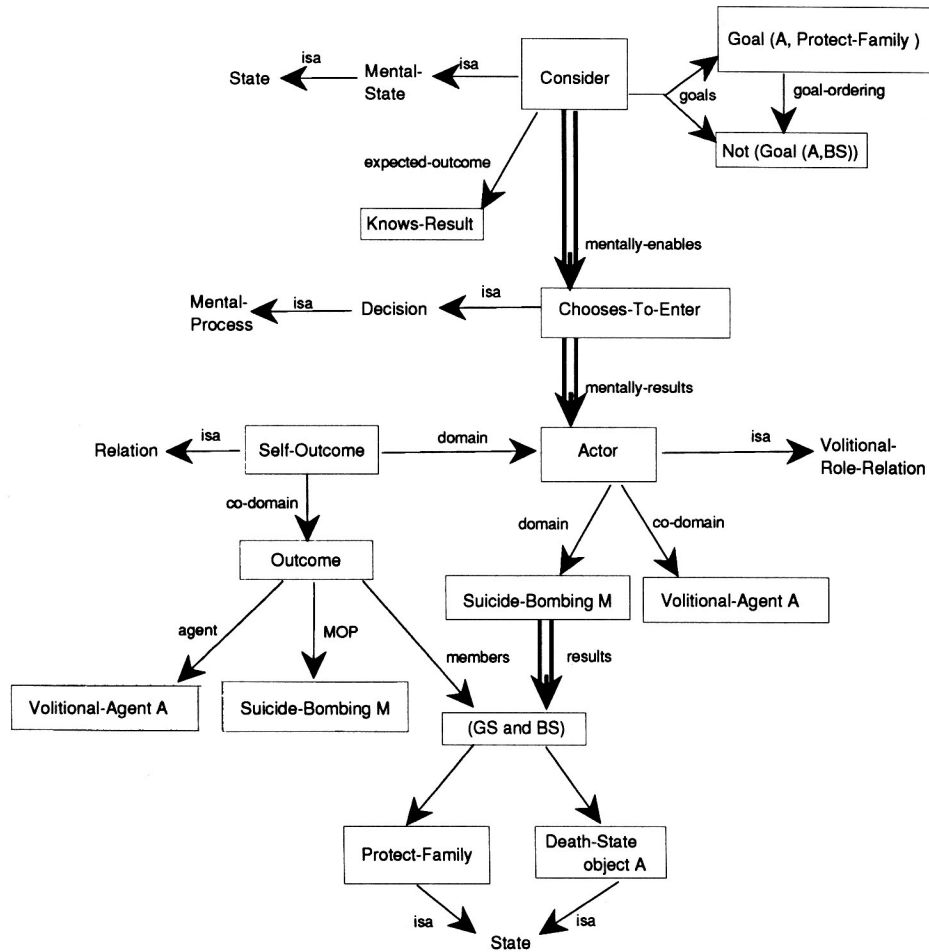 Goal (A, Protect-Family )
isa
isa
State
Mental-
State
Consider
goals
goal-ordering
Not (Goal (A,BS))
expected-outcome
Knows-Result
mentally-enables
Mental-
Process
isa
Decision
isa
Chooses-To-Enter
mentally-results
Relation
isa
Self-Outcome
domain
Actor
isa
Volitional-
Role-Relation
co-domain
domain
co-domain
Outcome
Suicide-Bombing M
Volitional-Agent A
agent
MOP
members
results
Volitional-Agent A
Suicide-Bombing M
(GS and BS)
Protect-Family
Death-State
object A
isa
isa
State